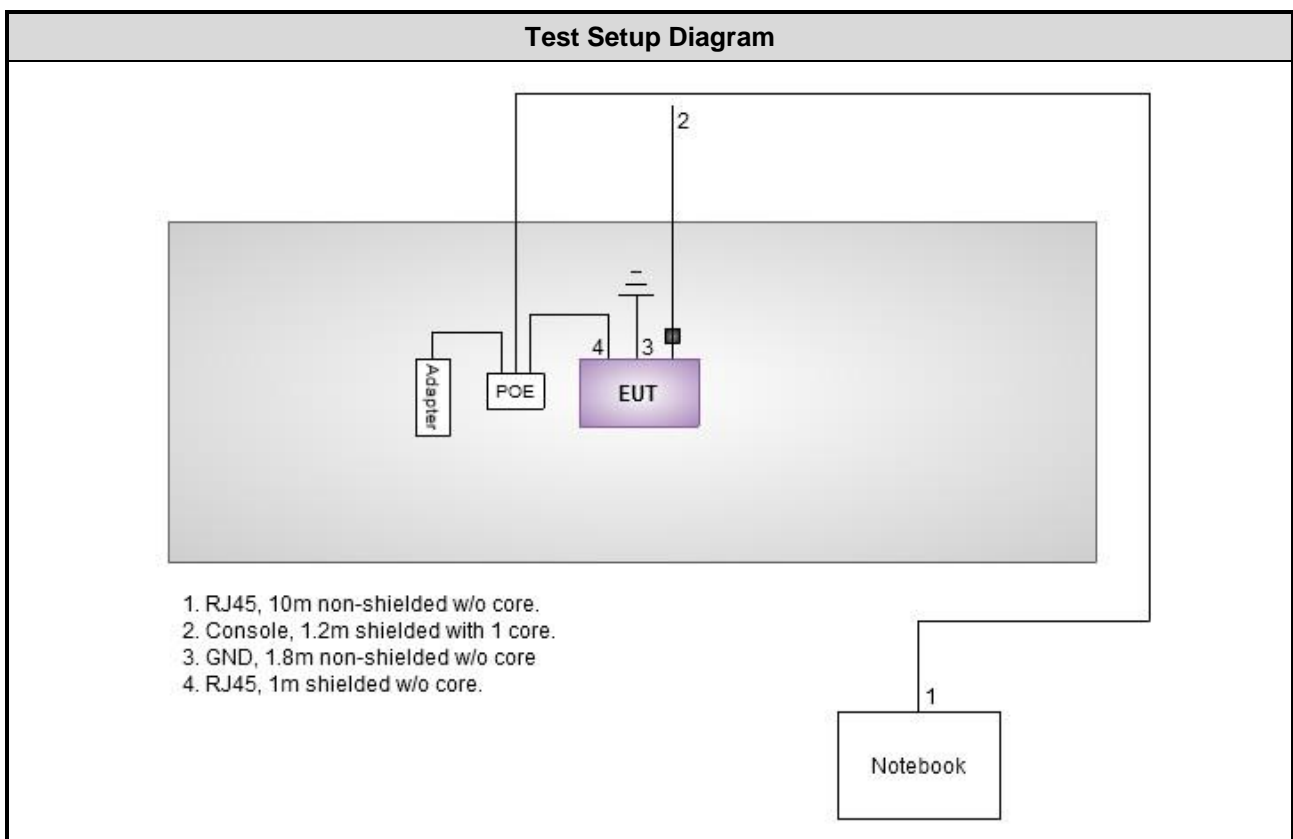 Test Setup Diagram
2
4
3
Adapter
POE
EUT
1. RJ45, 10m non-shielded w/o core.
2. Console, 1.2m shielded with 1 core.
3. GND, 1.8m non-shielded w/o core
4. RJ45, 1m shielded w/o core.
1
Notebook